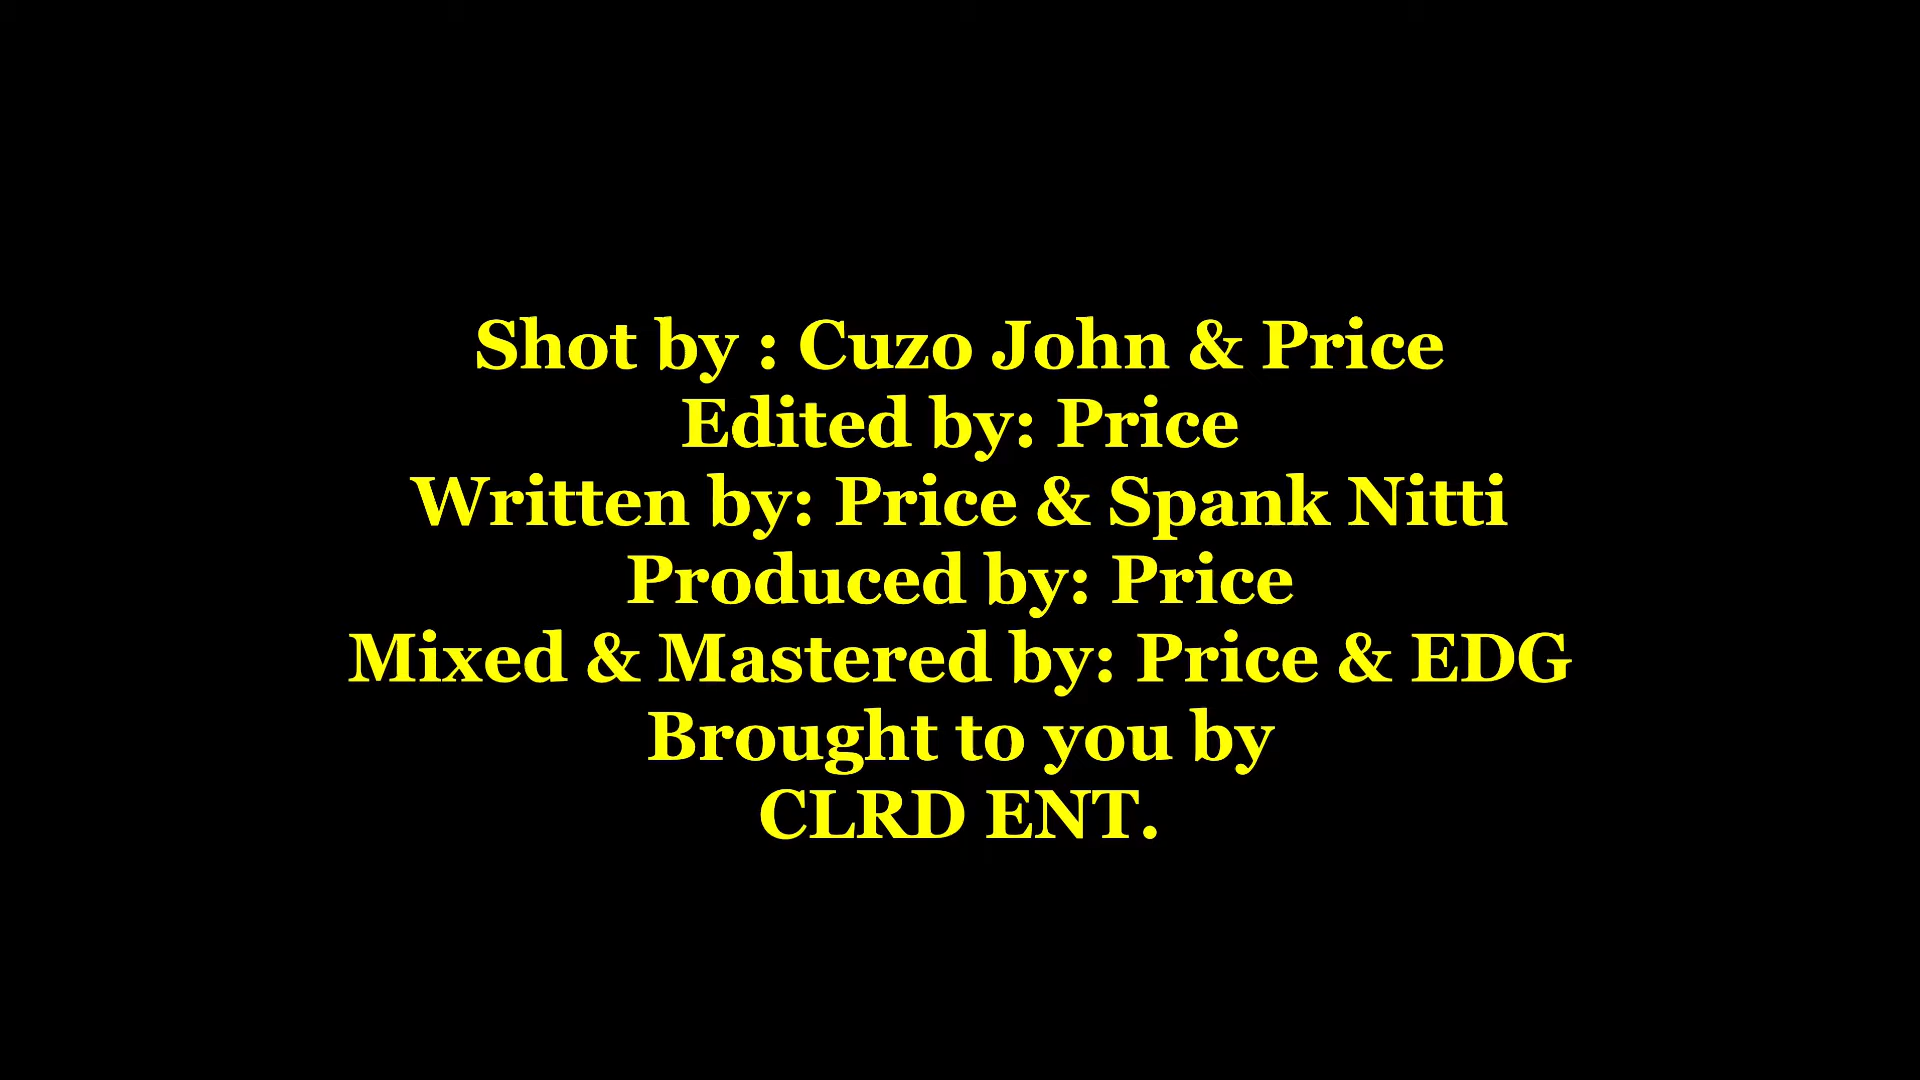 Shot by : Cuzo John & Price
Edited by: Price
Written by: Price & Spank Nitti
Produced by: Price
Mixed & Mastered by: Price & EDG
Brought to you by
CLRD ENT.